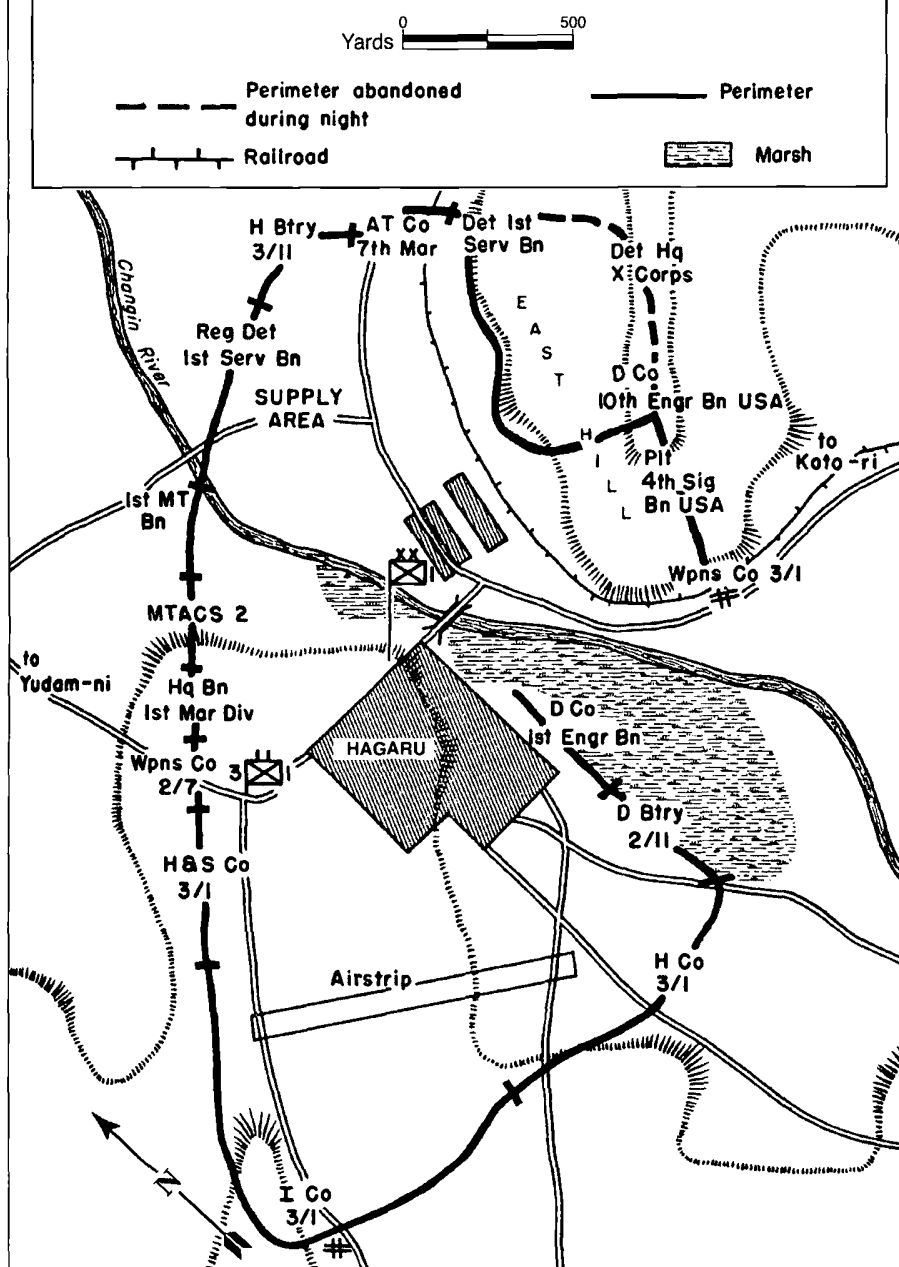 0 500
Yards
Perimeter abandoned
during night
Perimeter
Railroad
Marsh
H Btry
3/11
AT Co
7th Mar
Det 1st
Serv Bn
Det Hq
X Corps
Changin
River
EAST
HILL
Reg Det
1st Serv Bn
D Co
10th Engr Bn USA
SUPPLY
AREA
to
Koto-ri
Plt
4th Sig
Bn USA
1st MT
Bn
XX
1
Wpns Co 3/1
MTACS 2
to
Yudam-ni
Hq Bn
1st Mar Div
D Co
1st Engr Bn
HAGARU
Wpns Co
2/7
3 1
D Btry
2/11
H & S Co
3/1
H Co
3/1
Airstrip
N
I Co
3/1